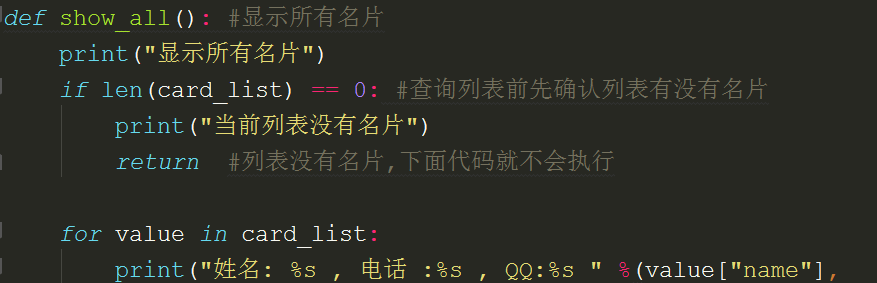 def show_all(): #显示所有名片
    print("显示所有名片")
    if len(card_list) == 0: #查询列表前先确认列表有没有名片
        print("当前列表没有名片")
        return  #列表没有名片,下面代码就不会执行
    for value in card_list:
        print("姓名: %s , 电话 :%s , QQ:%s " %(value["name"],